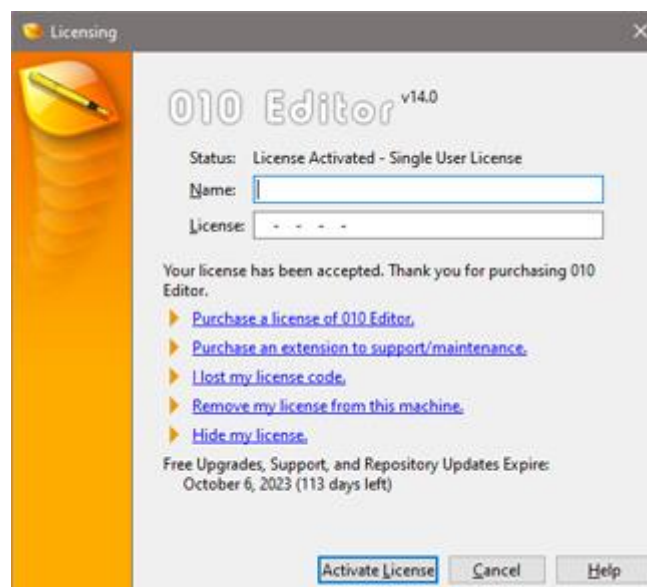 Licensing
010 Editor v14.0
Status: License Activated - Single User License
Name:
License: - - - -
Your license has been accepted. Thank you for purchasing 010
Editor.
Purchase a license of 010 Editor.
Purchase an extension to support/maintenance.
I lost my license code.
Remove my license from this machine.
Hide my license.
Free Upgrades, Support, and Repository Updates Expire:
October 6, 2023 (113 days left)
Activate License Cancel Help